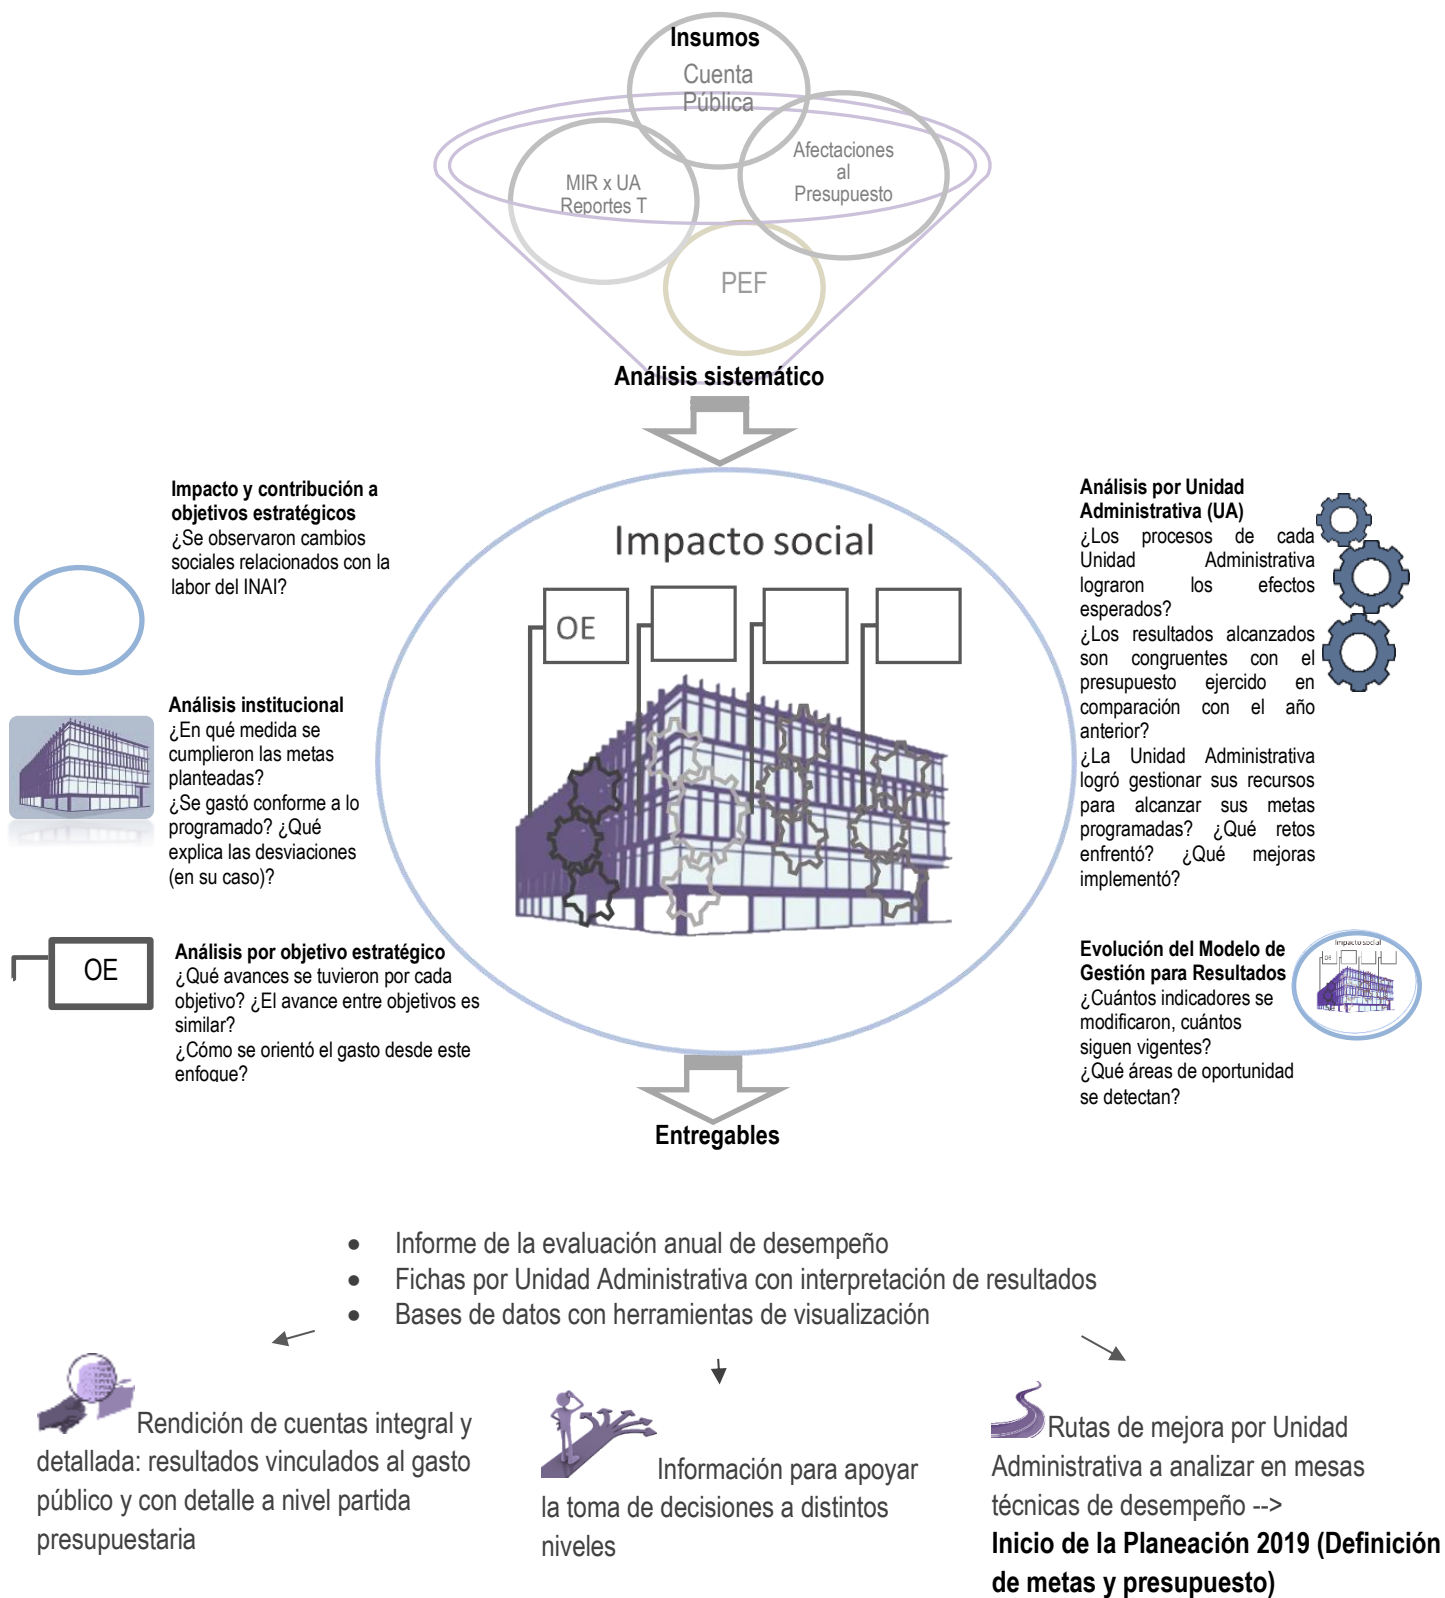 Insumos
Cuenta
Pública
Afectaciones
al
Presupuesto
MIR x UA
Reportes T
PEF
Análisis sistemático
Impacto y contribución a
objetivos estratégicos
¿Se observaron cambios
sociales relacionados con la
labor del INAI?
Análisis institucional
¿En qué medida se
cumplieron las metas
planteadas?
¿Se gastó conforme a lo
programado? ¿Qué
explica las desviaciones
(en su caso)?
OE
Análisis por objetivo estratégico
¿Qué avances se tuvieron por cada
objetivo? ¿El avance entre objetivos es
similar?
¿Cómo se orientó el gasto desde este
enfoque?
Impacto social
OE
Análisis por Unidad
Administrativa (UA)
¿Los procesos de cada
Unidad Administrativa
lograron los efectos
esperados?
¿Los resultados alcanzados
son congruentes con el
presupuesto ejercido en
comparación con el año
anterior?
¿La Unidad Administrativa
logró gestionar sus recursos
para alcanzar sus metas
programadas? ¿Qué retos
enfrentó? ¿Qué mejoras
implementó?
Evolución del Modelo de
Gestión para Resultados
¿Cuántos indicadores se
modificaron, cuántos
siguen vigentes?
¿Qué áreas de oportunidad
se detectan?
Impacto social
OE
Entregables
• Informe de la evaluación anual de desempeño
• Fichas por Unidad Administrativa con interpretación de resultados
• Bases de datos con herramientas de visualización
Rendición de cuentas integral y
detallada: resultados vinculados al gasto
público y con detalle a nivel partida
presupuestaria
Información para apoyar
la toma de decisiones a distintos
niveles
Rutas de mejora por Unidad
Administrativa a analizar en mesas
técnicas de desempeño -->
Inicio de la Planeación 2019 (Definición
de metas y presupuesto)